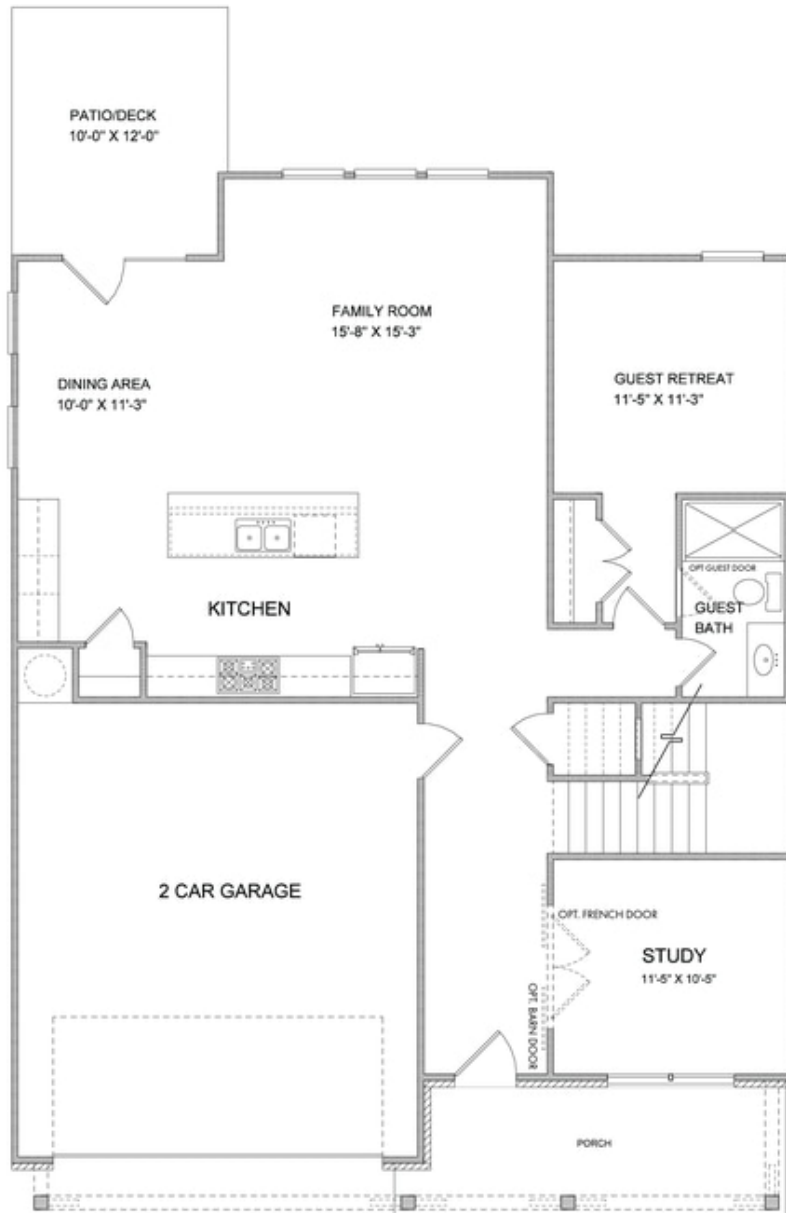 PATIO/DECK
10'-0" X 12'-0"
FAMILY ROOM
15'-8" X 15'-3"
DINING AREA
10'-0" X 11'-3"
GUEST RETREAT
11'-5" X 11'-3"
KITCHEN
OPT GUEST DOOR
GUEST
BATH
2 CAR GARAGE
OPT. FRENCH DOOR
STUDY
11'-5" X 10'-5"
OPT. BARN DOOR
PORCH